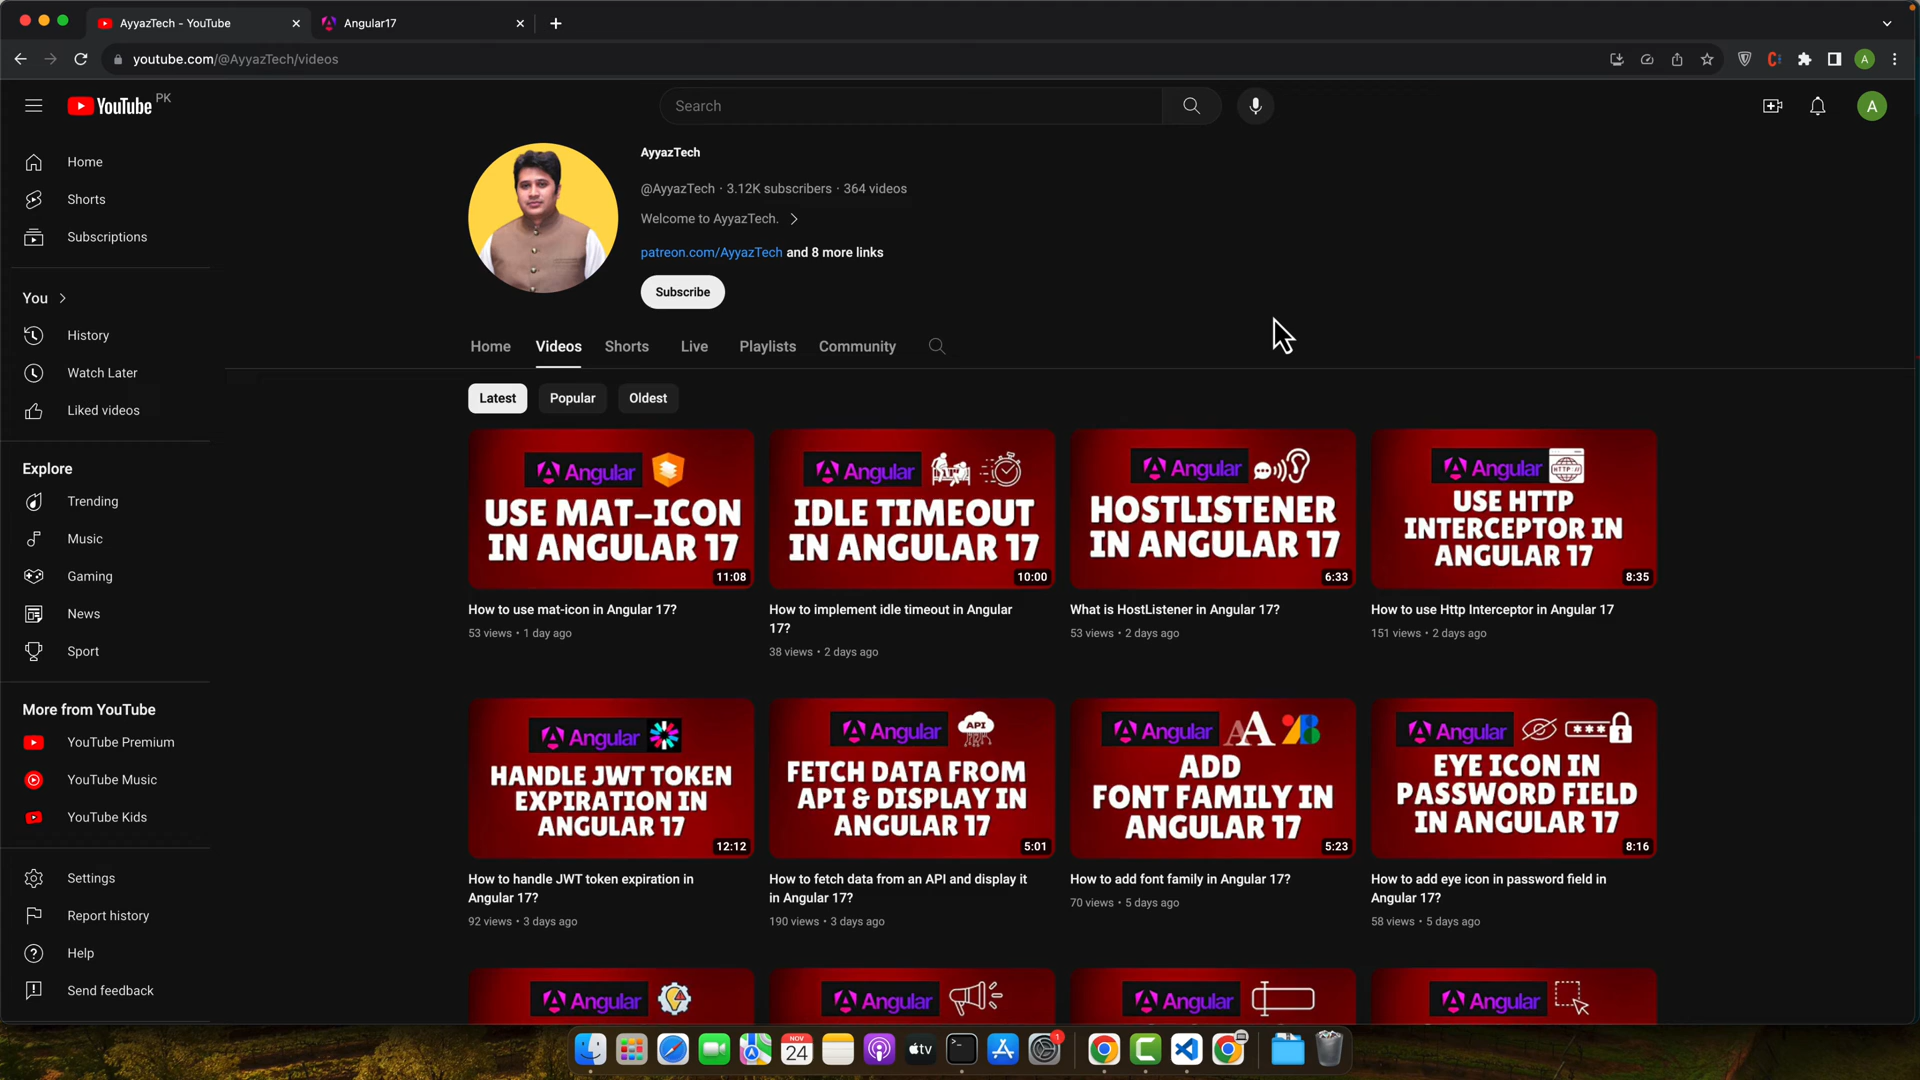 AyyazTech - YouTube
Angular17
youtube.com/@AyyazTech/videos
A
YouTube PK
Search
A
Home
Shorts
Subscriptions
You
History
Watch Later
Liked videos
Explore
Trending
Music
Gaming
News
Sport
More from YouTube
YouTube Premium
YouTube Music
YouTube Kids
Settings
Report history
Help
Send feedback
AyyazTech
@AyyazTech · 3.12K subscribers · 364 videos
Welcome to AyyazTech.
patreon.com/AyyazTech and 8 more links
Subscribe
Home Videos Shorts Live Playlists Community
Latest Popular Oldest
Angular
USE MAT-ICON
IN ANGULAR 17
11:08
How to use mat-icon in Angular 17?
53 views • 1 day ago
Angular
IDLE TIMEOUT
IN ANGULAR 17
10:00
How to implement idle timeout in Angular
17?
38 views • 2 days ago
Angular
HOSTLISTENER
IN ANGULAR 17
6:33
What is HostListener in Angular 17?
53 views • 2 days ago
Angular
HTTP //
USE HTTP
INTERCEPTOR IN
ANGULAR 17
8:35
How to use Http Interceptor in Angular 17
151 views • 2 days ago
Angular
HANDLE JWT TOKEN
EXPIRATION IN
ANGULAR 17
12:12
How to handle JWT token expiration in
Angular 17?
92 views • 3 days ago
Angular
API
FETCH DATA FROM
API & DISPLAY IN
ANGULAR 17
5:01
How to fetch data from an API and display it
in Angular 17?
190 views • 3 days ago
Angular
AA
ADD
FONT FAMILY IN
ANGULAR 17
5:23
How to add font family in Angular 17?
70 views • 5 days ago
Angular
***
EYE ICON IN
PASSWORD FIELD
IN ANGULAR 17
8:16
How to add eye icon in password field in
Angular 17?
58 views • 5 days ago
Angular
Angular
Angular
Angular
NOV
24
tv
1